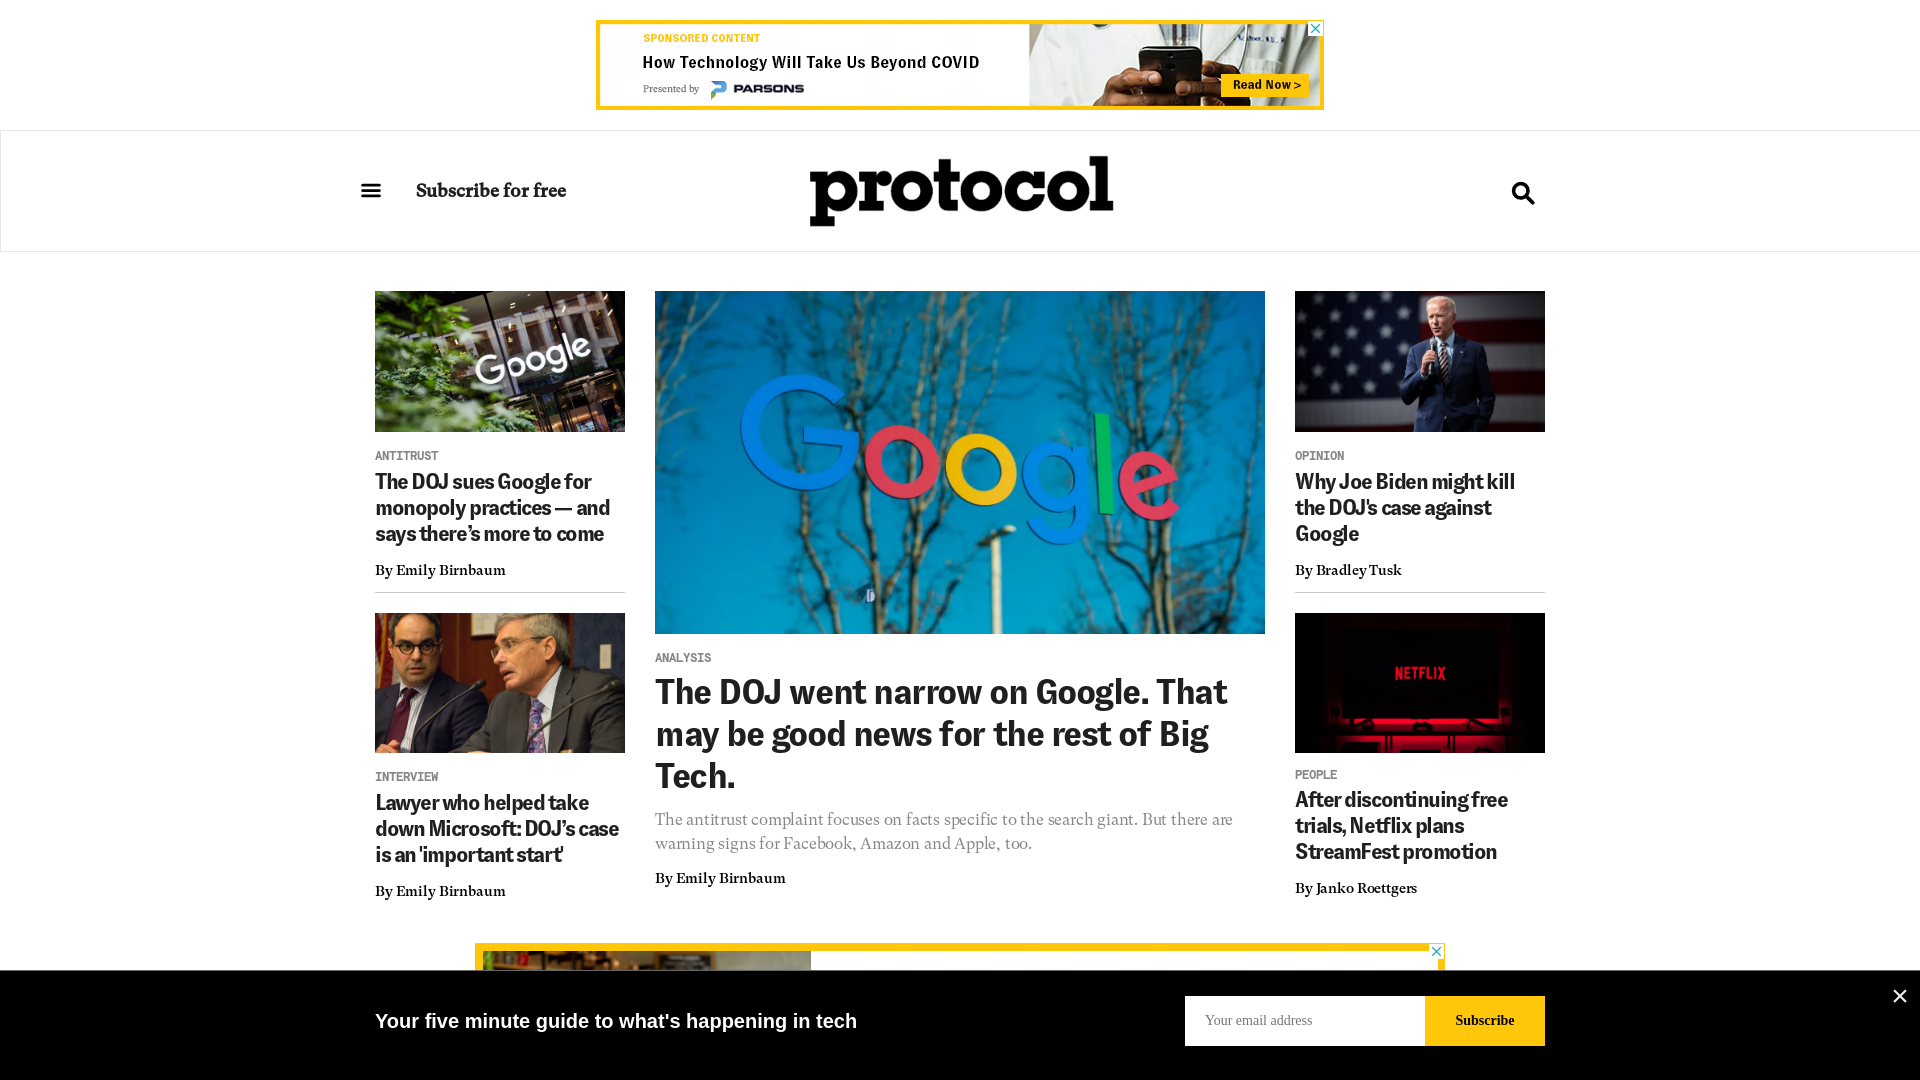 SPONSORED CONTENT
How Technology Will Take Us Beyond COVID
Presented by PARSONS
Read Now >
Subscribe for free
protocol
Google
ANTITRUST
The DOJ sues Google for
monopoly practices — and
says there’s more to come
By Emily Birnbaum
INTERVIEW
Lawyer who helped take
down Microsoft: DOJ’s case
is an 'important start'
By Emily Birnbaum
Google
ANALYSIS
The DOJ went narrow on Google. That
may be good news for the rest of Big
Tech.
The antitrust complaint focuses on facts specific to the search giant. But there are
warning signs for Facebook, Amazon and Apple, too.
By Emily Birnbaum
OPINION
Why Joe Biden might kill
the DOJ's case against
Google
By Bradley Tusk
NETFLIX
PEOPLE
After discontinuing free
trials, Netflix plans
StreamFest promotion
By Janko Roettgers
Your five minute guide to what's happening in tech
Your email address
Subscribe